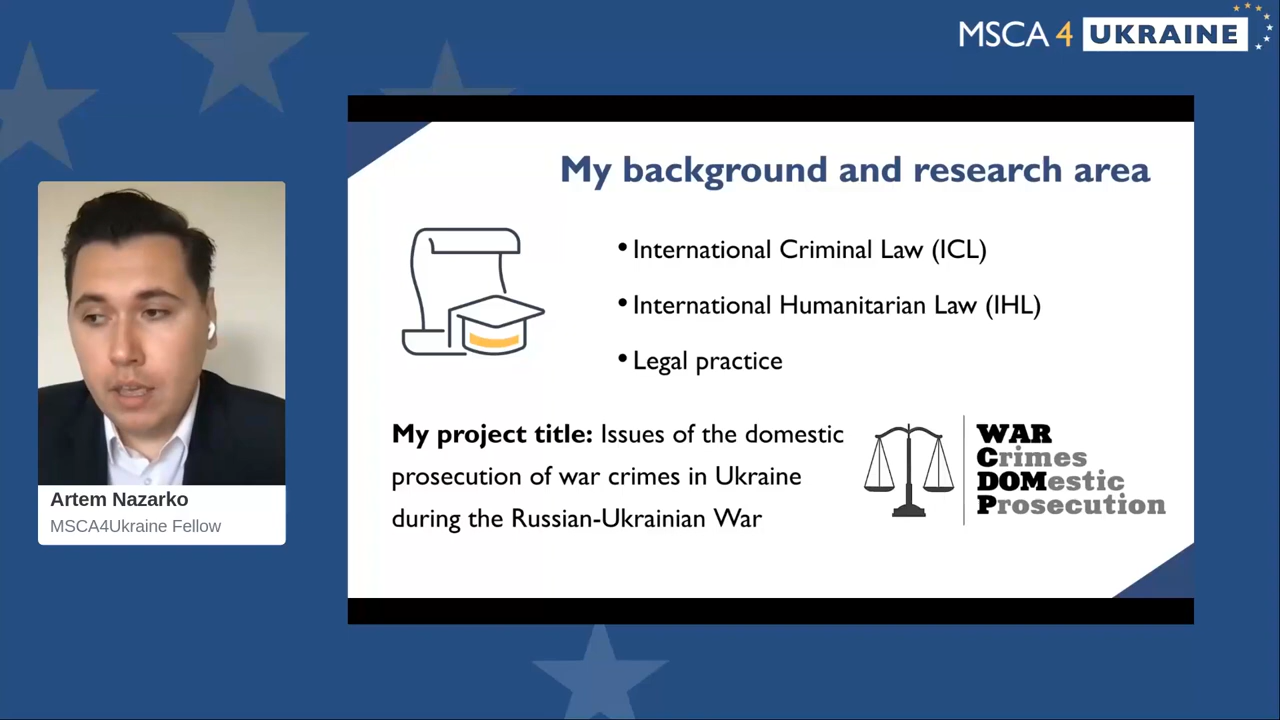 MSCA 4 UKRAINE
My background and research area
• International Criminal Law (ICL)
• International Humanitarian Law (IHL)
• Legal practice
My project title: Issues of the domestic
prosecution of war crimes in Ukraine
during the Russian-Ukrainian War
WAR
Crimes
DOMestic
Prosecution
Artem Nazarko
MSCA4Ukraine Fellow